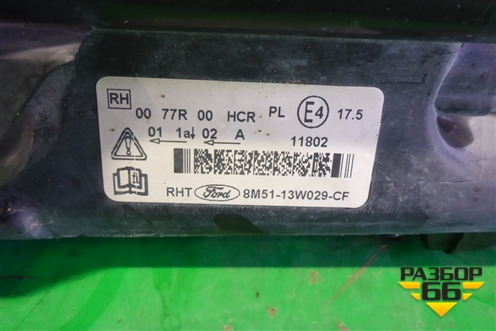 RH
00 77R 00 HCR PL E4 17.5
01 1a 02 A
11802
RHT Ford 8M51-13W029-CF
РАЗБОР
66